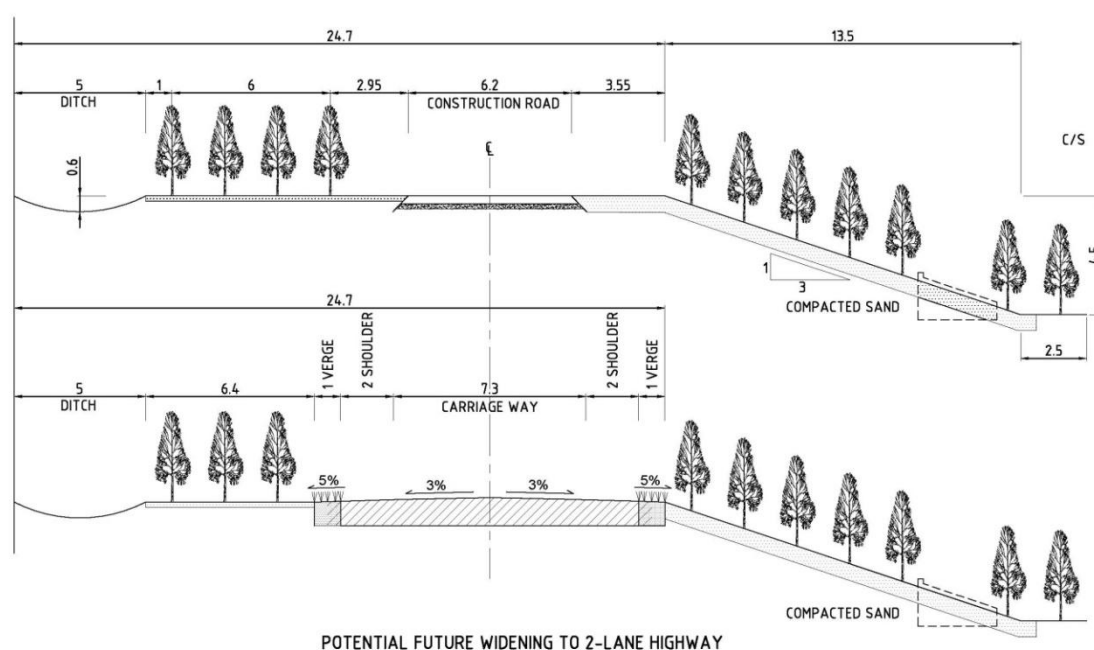 24.7
13.5
5
1
6
2.95
6.2
3.55
DITCH
CONSTRUCTION ROAD
C/S
℄
0.6
1
3
COMPACTED SAND
2.5
24.7
1 VERGE
2 SHOULDER
2 SHOULDER
1 VERGE
5
6.4
7.3
DITCH
CARRIAGE WAY
5%
3%
3%
5%
COMPACTED SAND
POTENTIAL FUTURE WIDENING TO 2-LANE HIGHWAY